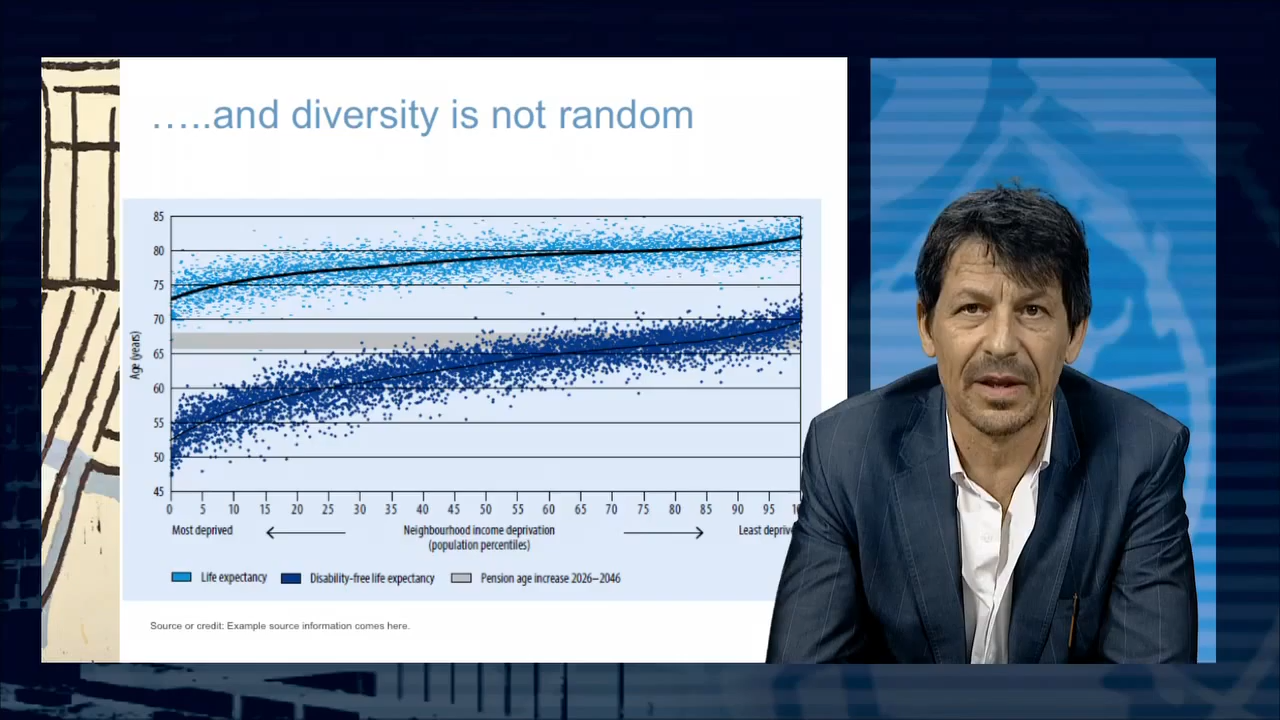 …..and diversity is not random
85
80
75
70
65
60
55
50
45
Age (years)
0 5 10 15 20 25 30 35 40 45 50 55 60 65 70 75 80 85 90 95
Most deprived
Neighbourhood income deprivation
(population percentiles)
Least
Life expectancy
Disability-free life expectancy
Pension age increase 2026–2046
Source or credit: Example source information comes here.